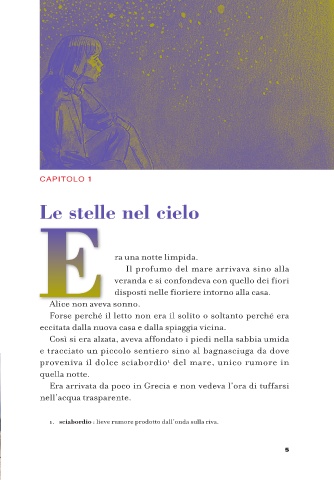 CAPITOLO 1
Le stelle nel cielo
Era una notte limpida.
Il profumo del mare arrivava sino alla
veranda e si confondeva con quello dei fiori
disposti nelle fioriere intorno alla casa.
Alice non aveva sonno.
Forse perché il letto non era il solito o soltanto perché era
eccitata dalla nuova casa e dalla spiaggia vicina.
Così si era alzata, aveva affondato i piedi nella sabbia umida
e tracciato un piccolo sentiero sino al bagnasciuga da dove
proveniva il dolce sciabordio¹ del mare, unico rumore in
quella notte.
Era arrivata da poco in Grecia e non vedeva l'ora di tuffarsi
nell'acqua trasparente.
1. sciabordio : lieve rumore prodotto dall'onda sulla riva.
5